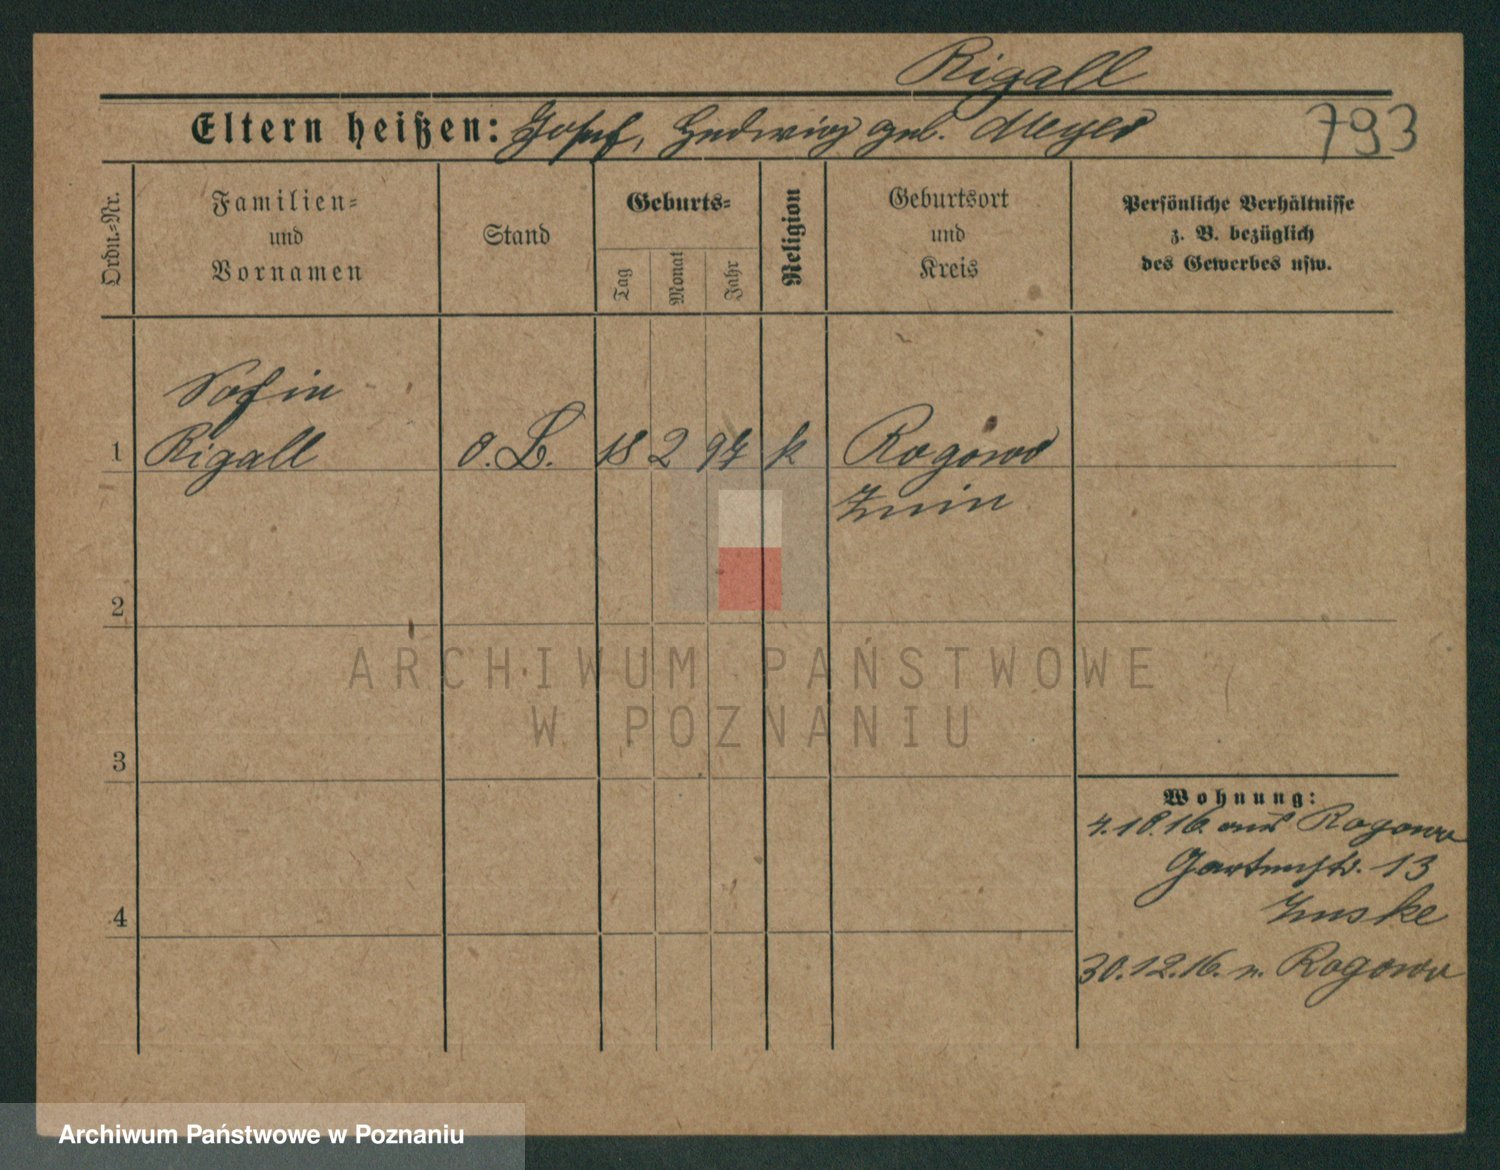 Rigall
Eltern heißen: Josef, Hedwig geb. Meyer
793
Ordn.-Nr.
Familien-
und
Vornamen
Stand
Geburts-
Tag
Monat
Jahr
Religion
Geburtsort
und
Kreis
Persönliche Verhältnisse
z. B. bezüglich
des Gewerbes usw.
Sofie
1 Rigall o. B. 18 2 97 k Rogowo
Znin
2
3
4
Wohnung:
4.10.16. aus Rogowo
Gartenstr. 13
30.12.16. n. Rogowo
ARCHIWUM PAŃSTWOWE
W POZNANIU
Archiwum Państwowe w Poznaniu